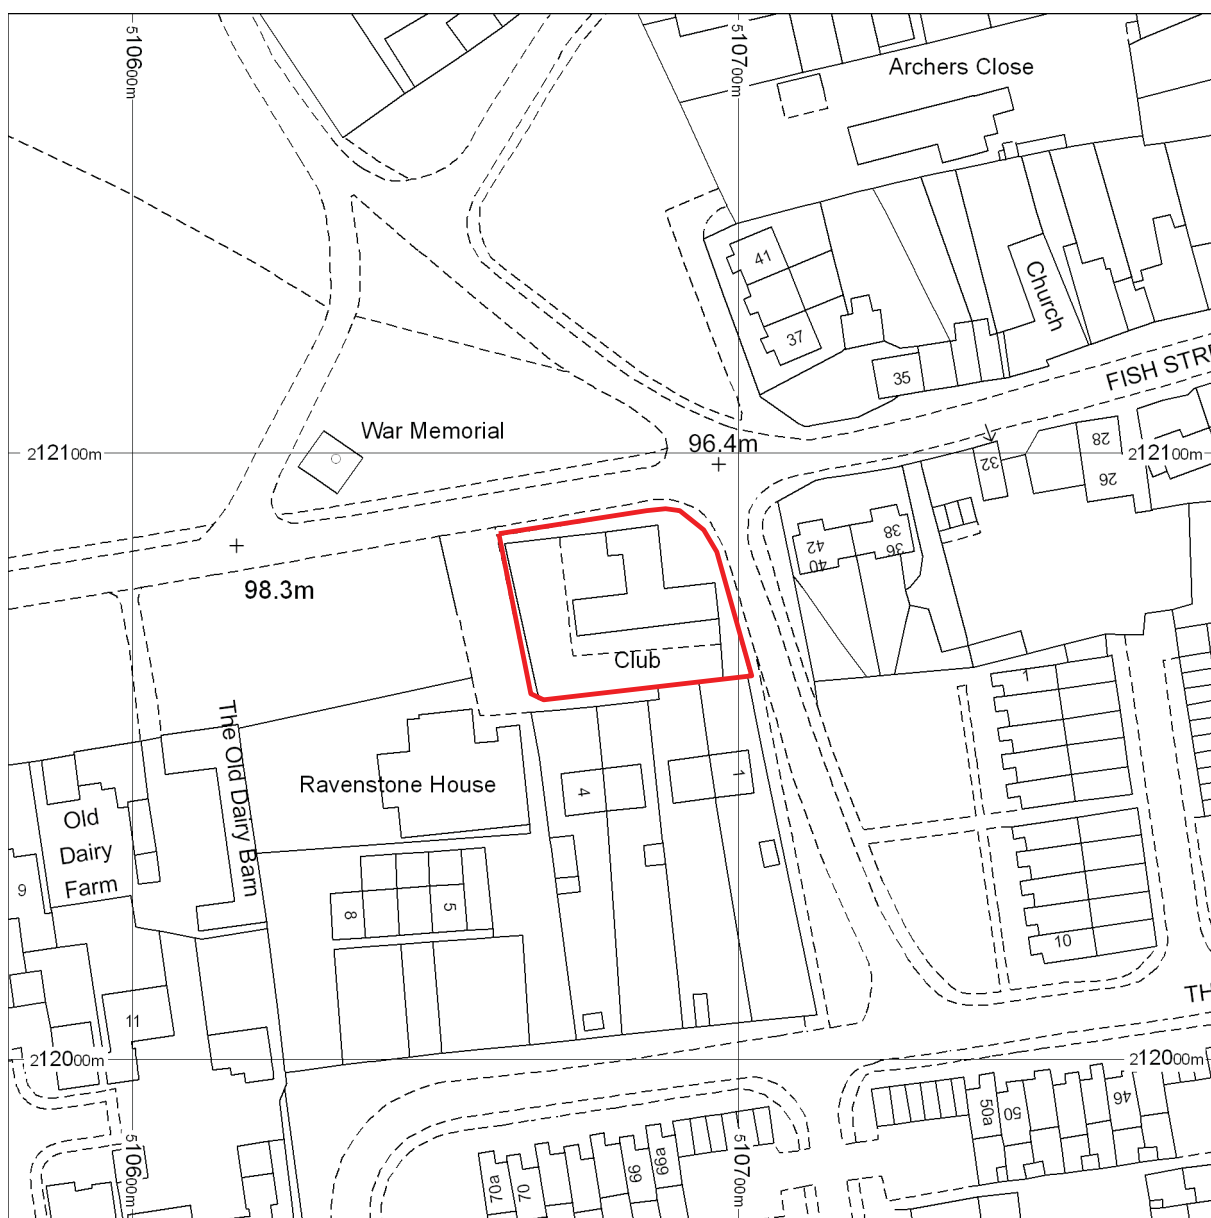 510600m
510700m
Archers Close
41
37
35
Church
FISH STR
War Memorial
96.4m
212100m
212100m
28
26
32
38
36
42
40
98.3m
Club
1
The Old Dairy Barn
Ravenstone House
4
1
Old
Dairy
Farm
9
8
5
10
11
TH
212000m
212000m
50a
50
46
510600m
510700m
70a
70
66
66a